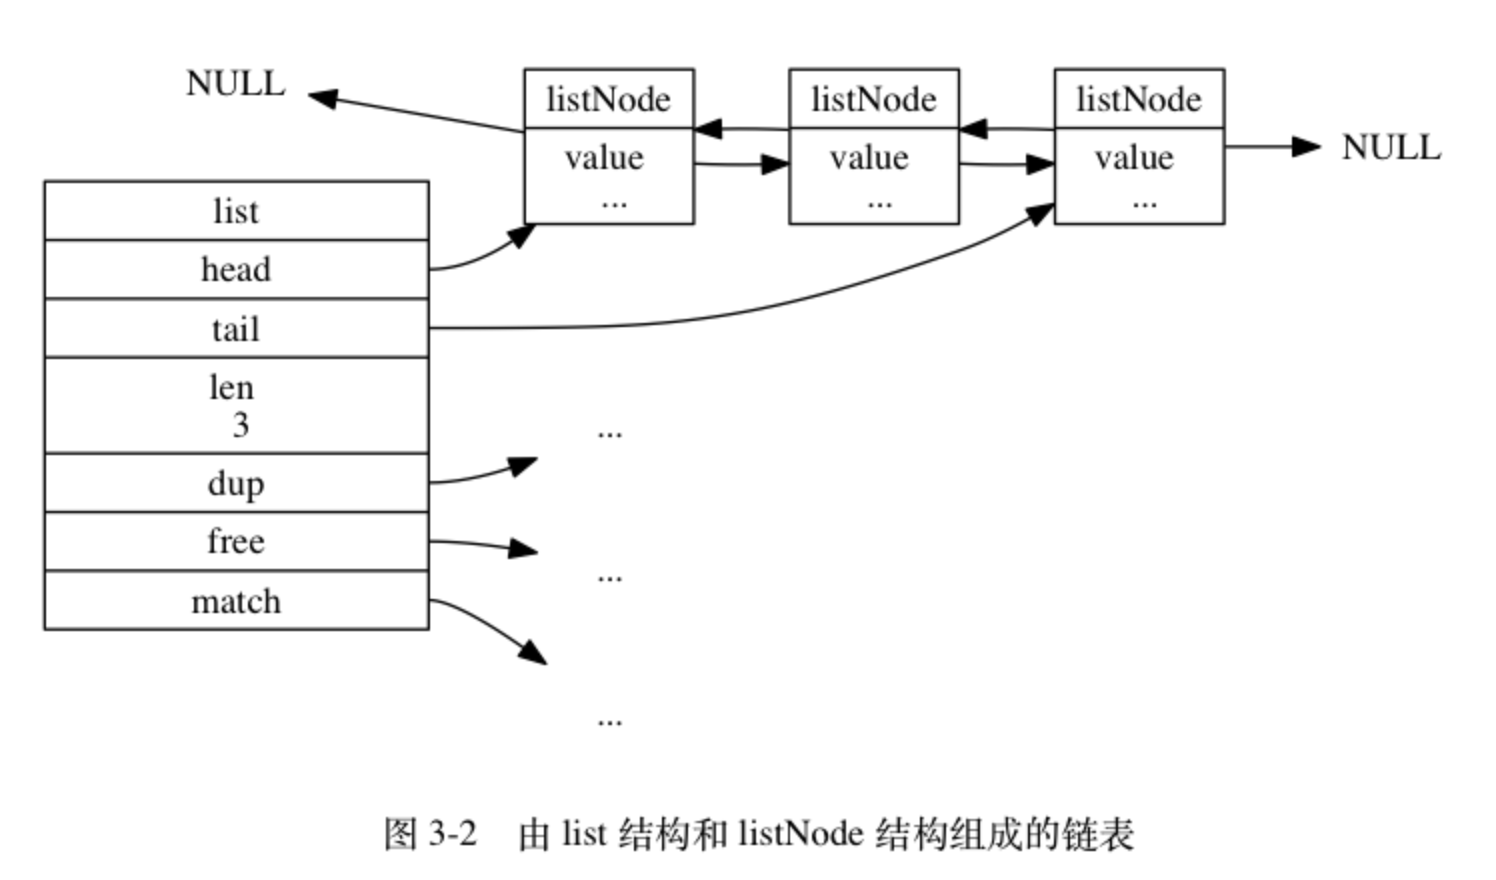 NULL
listNode
value
...
listNode
value
...
listNode
value
...
NULL
list
head
tail
len
3
dup
free
match
...
...
...
图 3-2 由 list 结构和 listNode 结构组成的链表